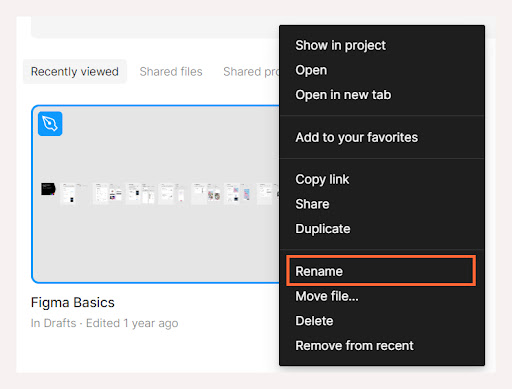 Recently viewed Shared files Shared pro
Show in project
Open
Open in new tab
Add to your favorites
Copy link
Share
Duplicate
Rename
Move file...
Delete
Remove from recent
Figma Basics
In Drafts · Edited 1 year ago